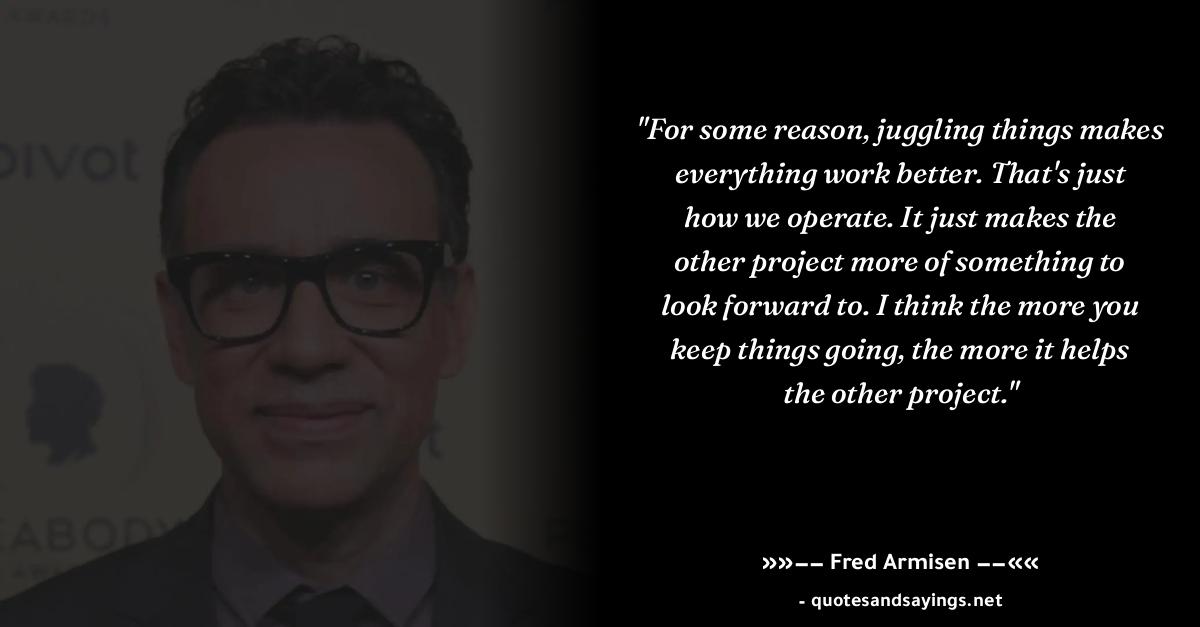 AWARDS
pivot
"For some reason, juggling things makes
everything work better. That's just
how we operate. It just makes the
other project more of something to
look forward to. I think the more you
keep things going, the more it helps
the other project."
EABODY
»»−− Fred Armisen −−««
- quotesandsayings.net